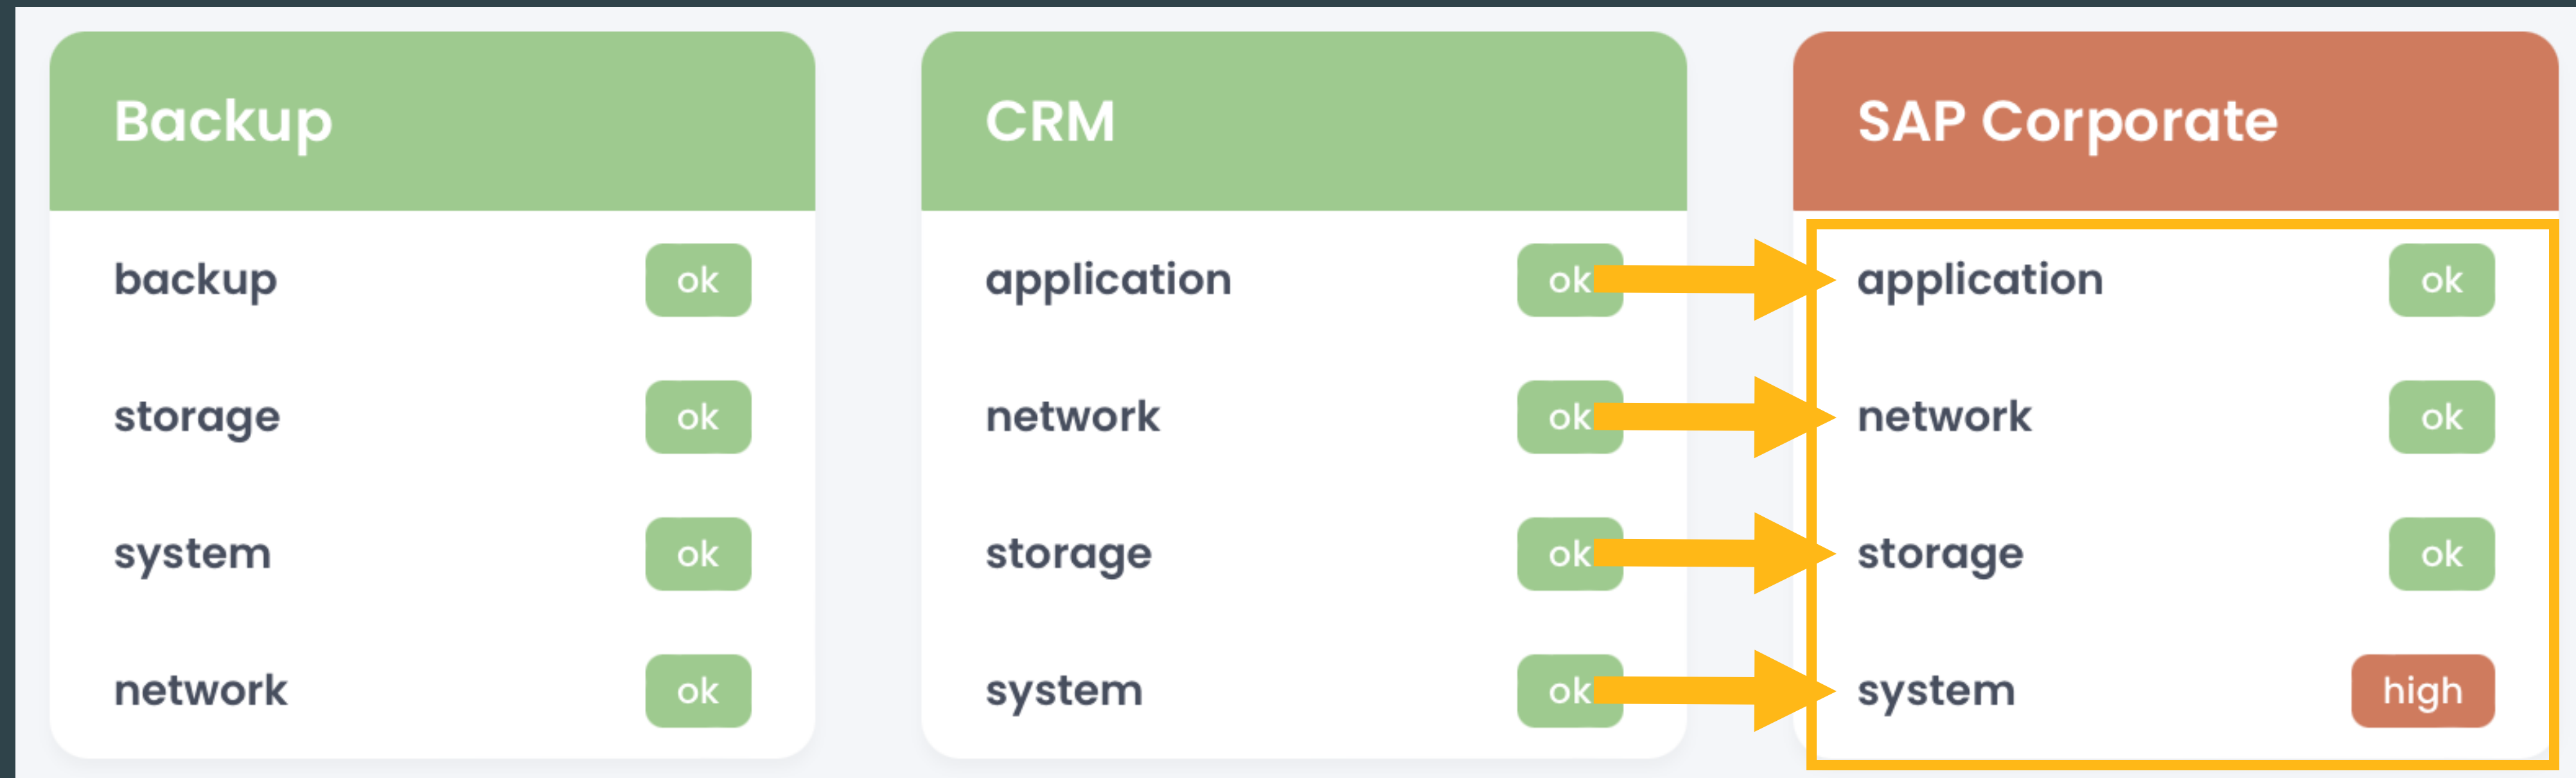 Backup
backup ok
storage ok
system ok
network ok
CRM
application ok
network ok
storage ok
system ok
SAP Corporate
application ok
network ok
storage ok
system high